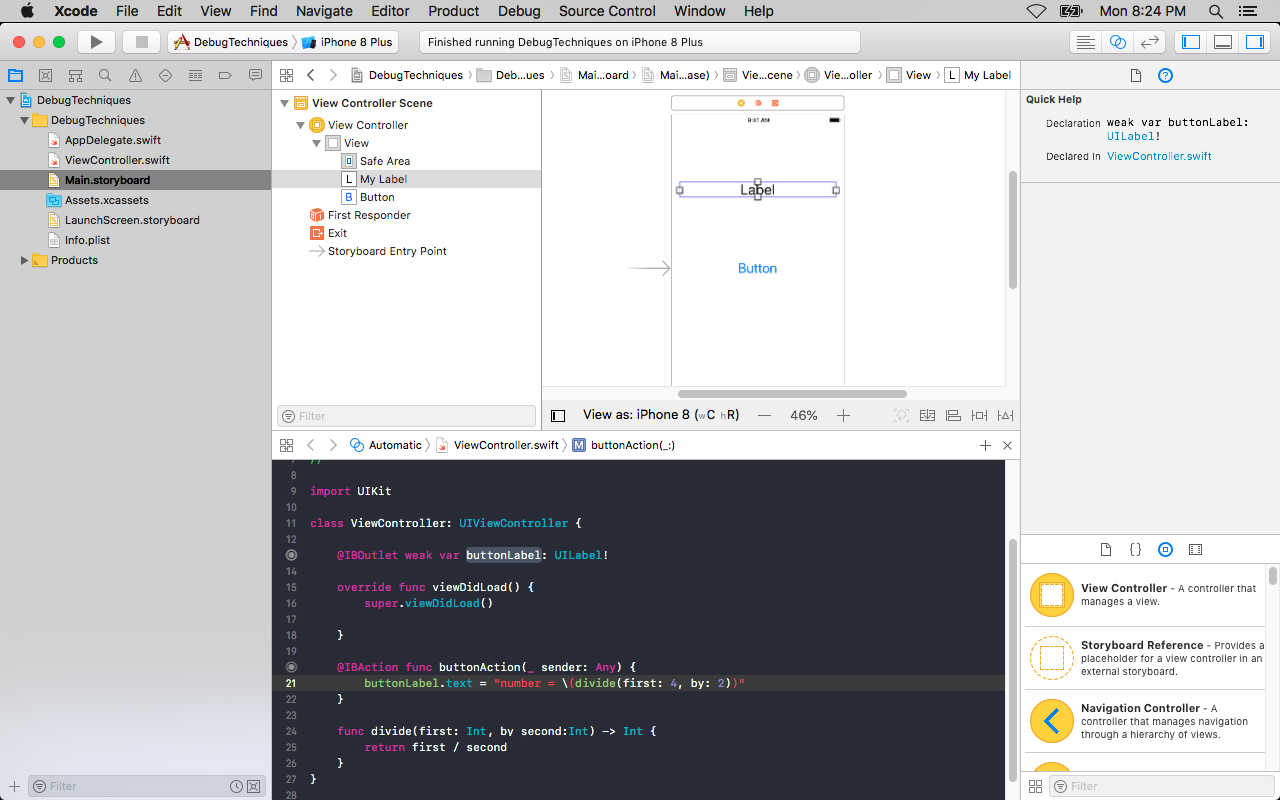 Xcode File Edit View Find Navigate Editor Product Debug Source Control Window Help Mon 8:24 PM
DebugTechniques iPhone 8 Plus
Finished running DebugTechniques on iPhone 8 Plus
DebugTechniques
DebugTechniques
AppDelegate.swift
ViewController.swift
Main.storyboard
Assets.xcassets
LaunchScreen.storyboard
Info.plist
Products
Filter
DebugTechniques Deb...ues Mai...oard Mai...ase) Vie...cene Vie...oller View L My Label
View Controller Scene
View Controller
View
Safe Area
L My Label
B Button
First Responder
Exit
Storyboard Entry Point
Filter
9:41 AM
Label
Button
View as: iPhone 8 (wC hR) — 46% +
Automatic ViewController.swift M buttonAction(_:)
7 //
8
9 import UIKit
10
11 class ViewController: UIViewController {
12
@IBOutlet weak var buttonLabel: UILabel!
14
15 override func viewDidLoad() {
16 super.viewDidLoad()
17
18 }
19
@IBAction func buttonAction(_ sender: Any) {
21 buttonLabel.text = "number = \(divide(first: 4, by: 2))"
22 }
23
24 func divide(first: Int, by second:Int) -> Int {
25 return first / second
26 }
27 }
28
Quick Help
Declaration weak var buttonLabel: UILabel!
Declared In ViewController.swift
View Controller - A controller that
manages a view.
Storyboard Reference - Provides a
placeholder for a view controller in an
external storyboard.
Navigation Controller - A
controller that manages navigation
through a hierarchy of views.
Filter